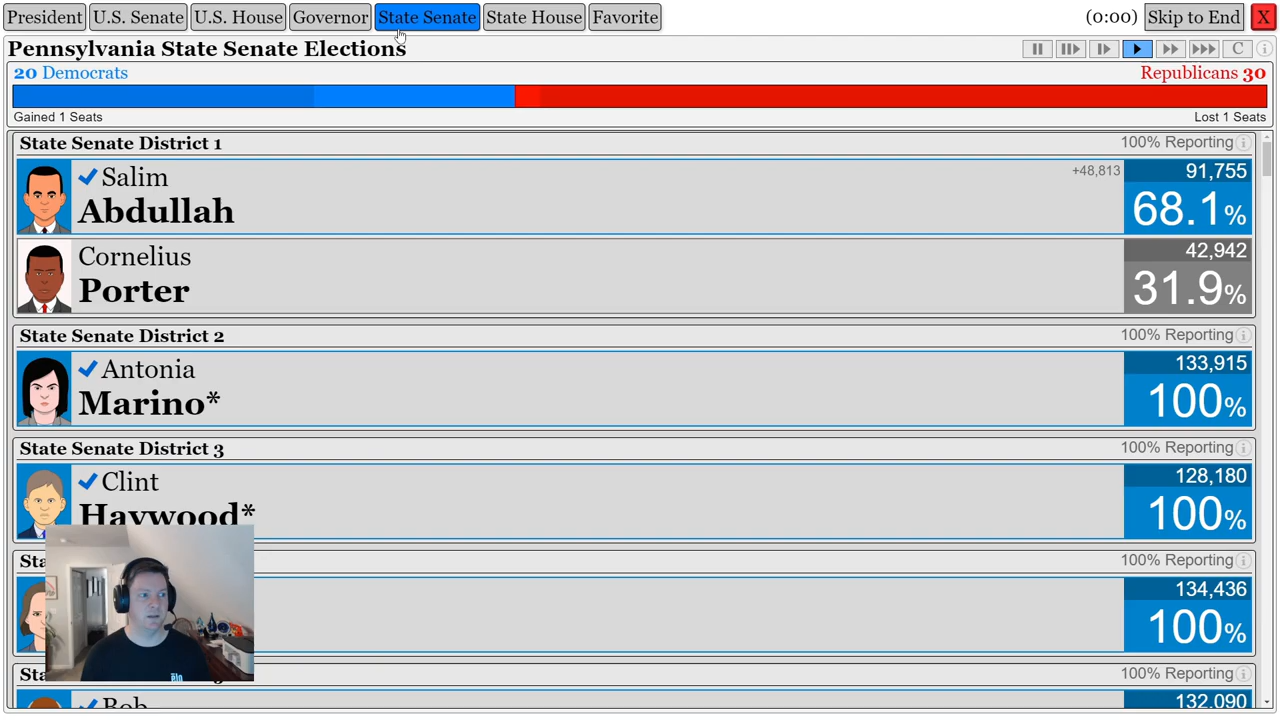 President U.S. Senate U.S. House Governor State Senate State House Favorite (0:00) Skip to End X
Pennsylvania State Senate Elections C
20 Democrats Republicans 30
Gained 1 Seats Lost 1 Seats
State Senate District 1 100% Reporting
Salim +48,813 91,755
Abdullah 68.1%
Cornelius 42,942
Porter 31.9%
State Senate District 2 100% Reporting
Antonia 133,915
Marino* 100%
State Senate District 3 100% Reporting
Clint 128,180
Haywood* 100%
Sta 100% Reporting
134,436
100%
Sta 100% Reporting
Bob 132,090